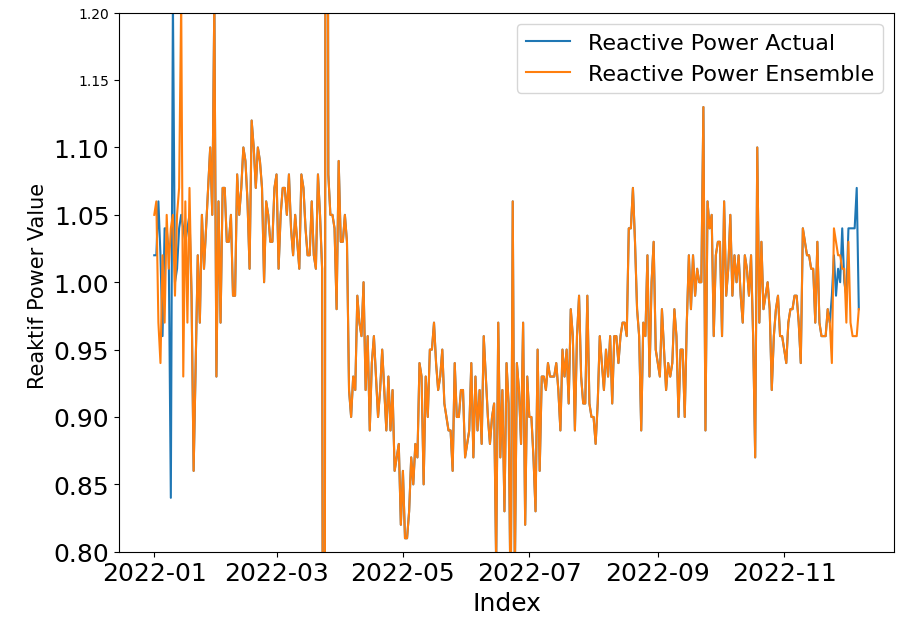 1.20
1.15
1.10
1.05
1.00
0.95
0.90
0.85
0.80
Reaktif Power Value
Reactive Power Actual
Reactive Power Ensemble
2022-01 2022-03 2022-05 2022-07 2022-09 2022-11
Index